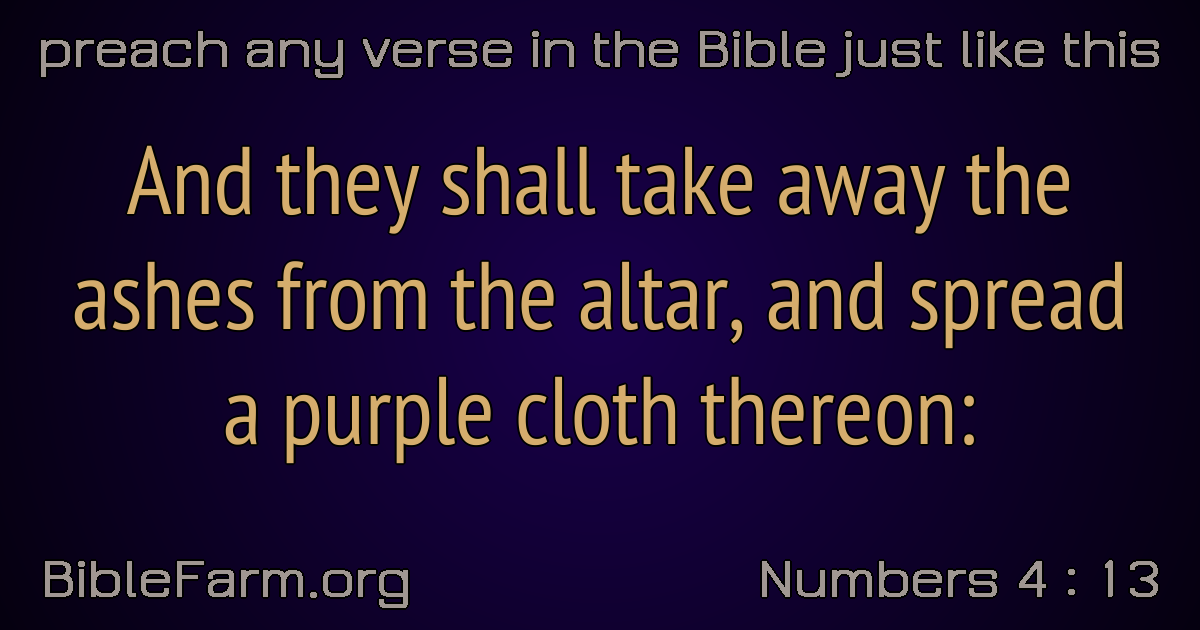 preach any verse in the Bible just like this
And they shall take away the
ashes from the altar, and spread
a purple cloth thereon:
BibleFarm.org
Numbers 4 : 13